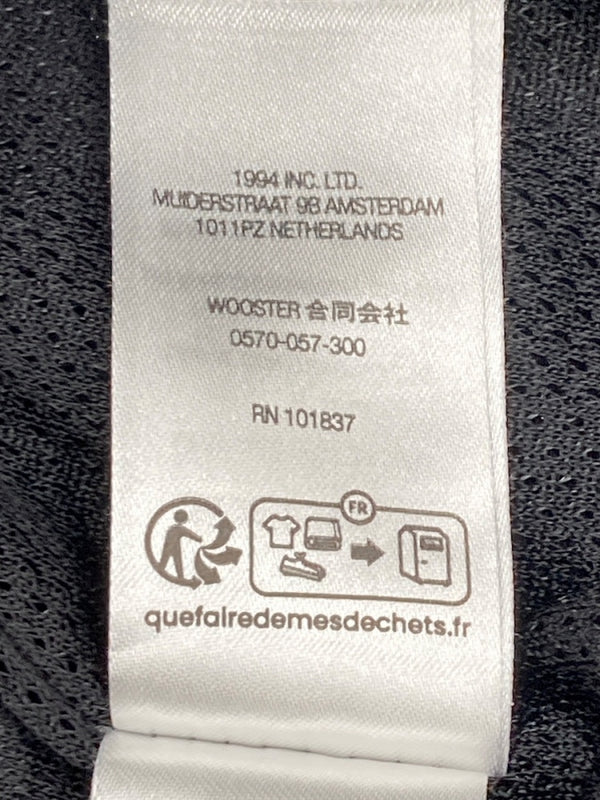 1994 INC. LTD.
MUIDERSTRAAT 9B AMSTERDAM
1011PZ NETHERLANDS
WOOSTER 合同会社
0570-057-300
RN 101837
FR
quefairedemesdechets.fr